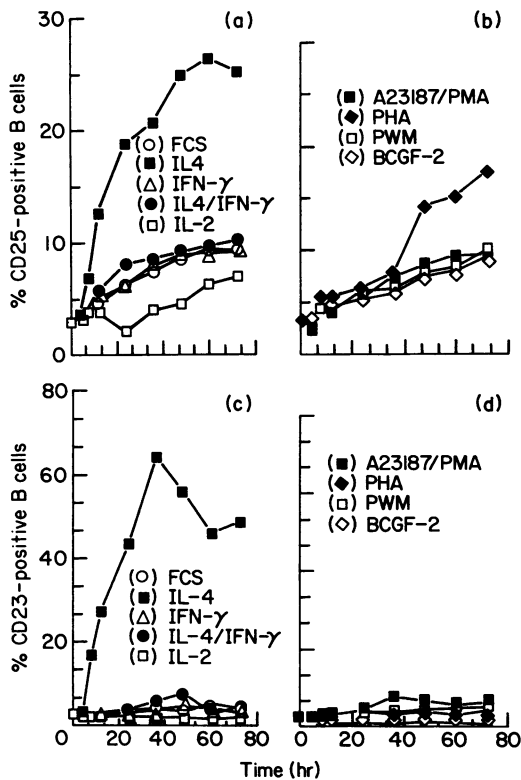 30
(a)
(b)
% CD25-positive B cells
20
10
0
(○) FCS
(■) IL4
(△) IFN-γ
(●) IL4/IFN-γ
(□) IL-2
(■) A23187/PMA
(◆) PHA
(□) PWM
(◇) BCGF-2
80
(c)
(d)
% CD23-positive B cells
60
40
20
(○) FCS
(■) IL-4
(△) IFN-γ
(●) IL-4/IFN-γ
(□) IL-2
(■) A23187/PMA
(◆) PHA
(□) PWM
(◇) BCGF-2
0 20 40 60 80 0 20 40 60 80
Time (hr)